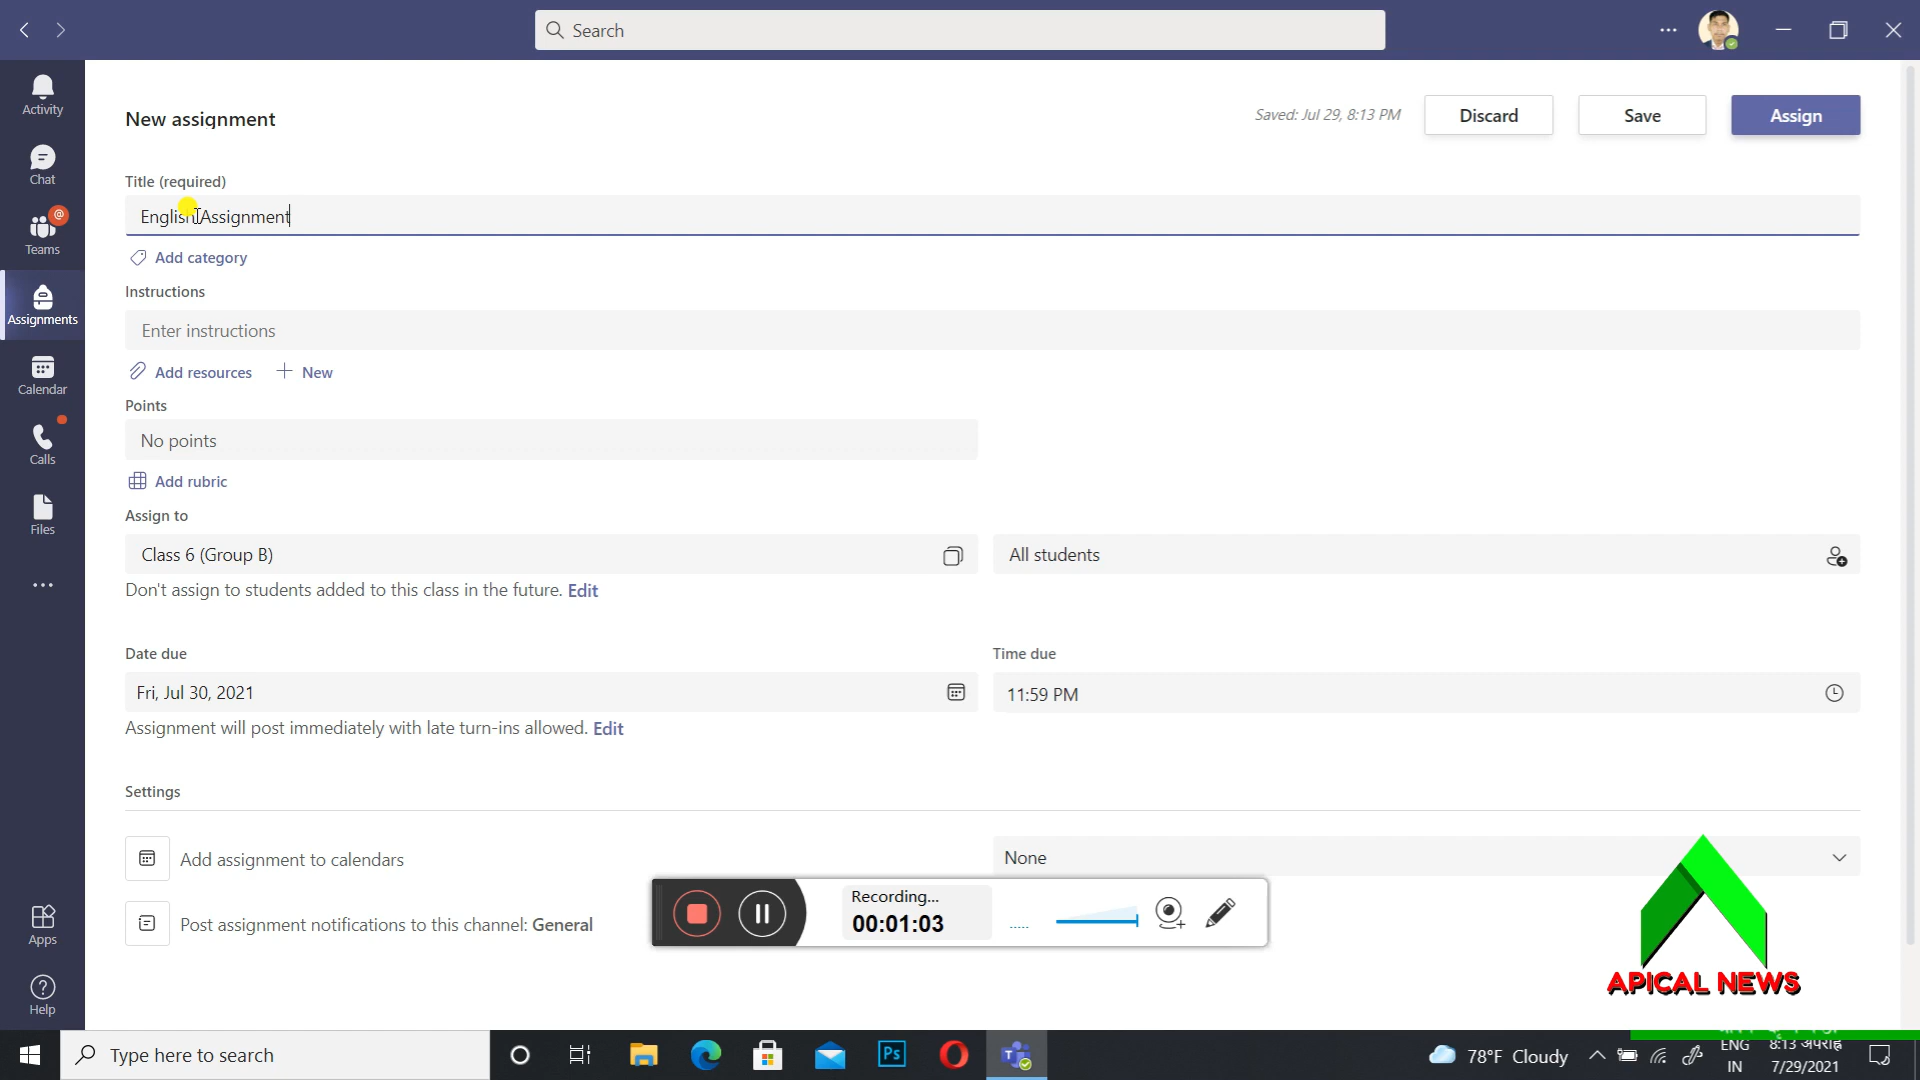 Search
Activity
Chat
@
Teams
Assignments
Calendar
Calls
Files
Apps
Help
New assignment
Saved: Jul 29, 8:13 PM
Discard
Save
Assign
Title (required)
English Assignment
Add category
Instructions
Enter instructions
Add resources
New
Points
No points
Add rubric
Assign to
Class 6 (Group B)
All students
Don't assign to students added to this class in the future. Edit
Date due
Time due
Fri, Jul 30, 2021
11:59 PM
Assignment will post immediately with late turn-ins allowed. Edit
Settings
Add assignment to calendars
None
Post assignment notifications to this channel: General
Recording...
00:01:03
APICAL NEWS
Type here to search
Ps
78°F Cloudy
ENG
IN
8:13 अपराह्न
7/29/2021